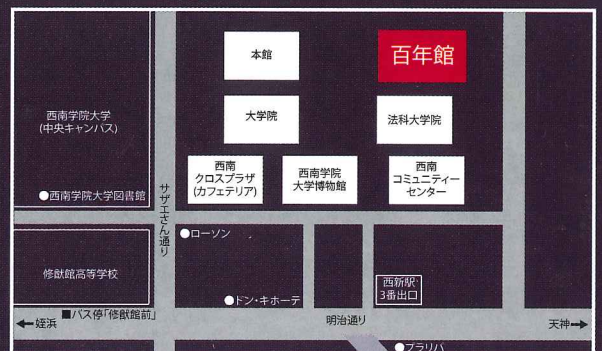 本館
百年館
西南学院大学
(中央キャンパス)
大学院
法科大学院
西南
クロスプラザ
(カフェテリア)
西南学院
大学博物館
西南
コミュニティー
センター
●西南学院大学図書館
サザエさん通り
●ローソン
修猷館高等学校
西新駅
3番出口
●ドン・キホーテ
■バス停「修猷館前」
←姪浜
明治通り
天神→
●プラリバ